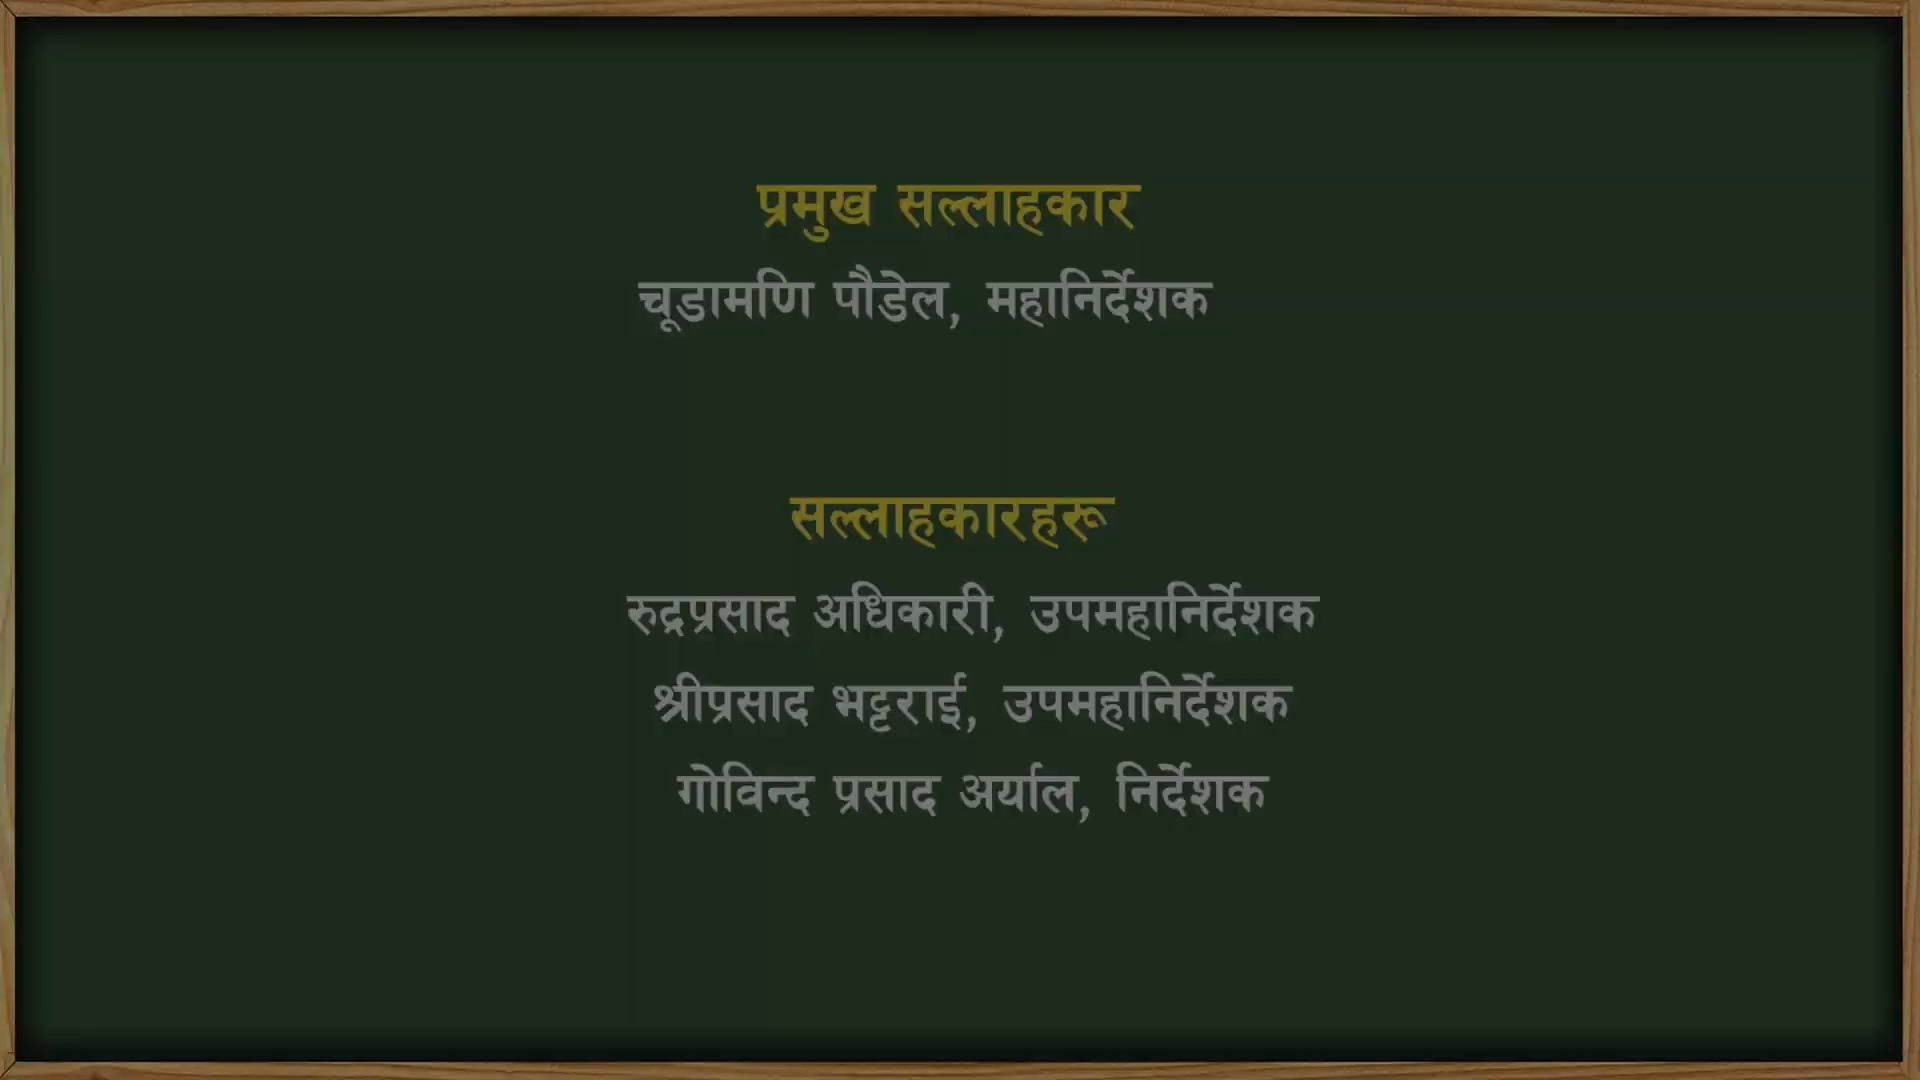 प्रमुख सल्लाहकार
चूडामणि पौडेल, महानिर्देशक
सल्लाहकारहरू
रुद्रप्रसाद अधिकारी, उपमहानिर्देशक
श्रीप्रसाद भट्टराई, उपमहानिर्देशक
गोविन्द प्रसाद अर्याल, निर्देशक